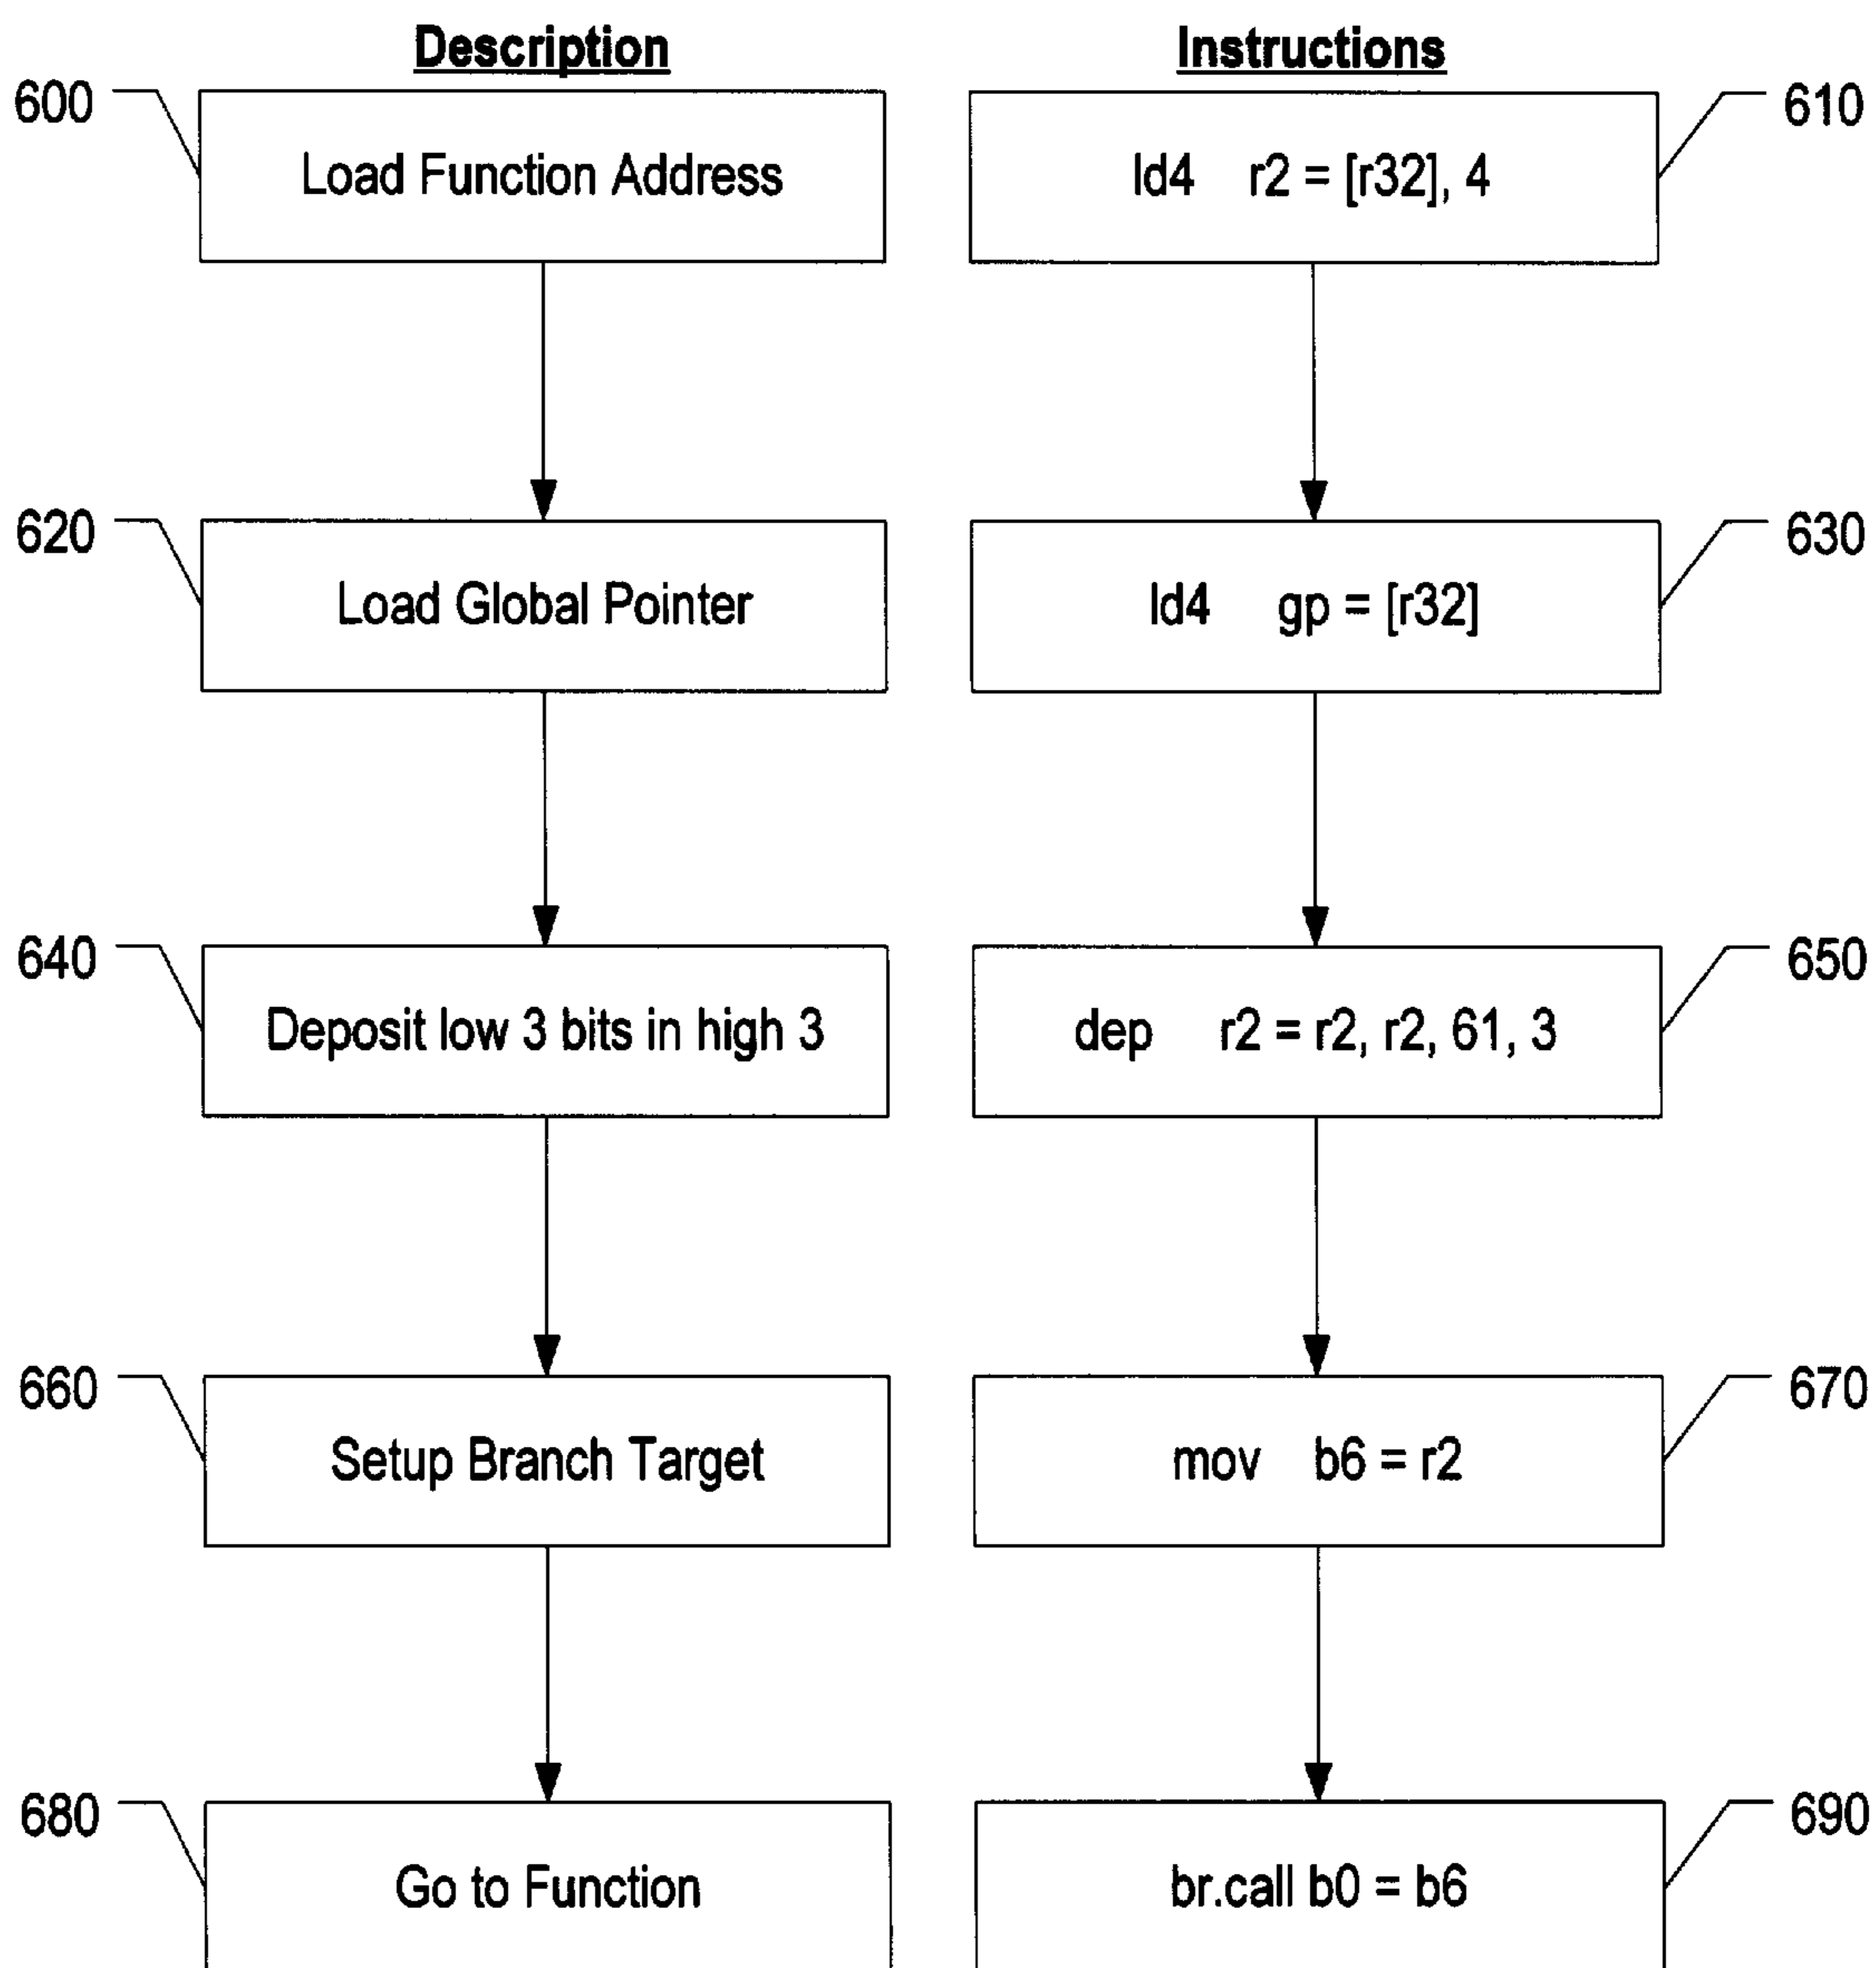 Description Instructions
600 Load Function Address ld4 r2 = [r32], 4 610
620 Load Global Pointer ld4 gp = [r32] 630
640 Deposit low 3 bits in high 3 dep r2 = r2, r2, 61, 3 650
660 Setup Branch Target mov b6 = r2 670
680 Go to Function br.call b0 = b6 690